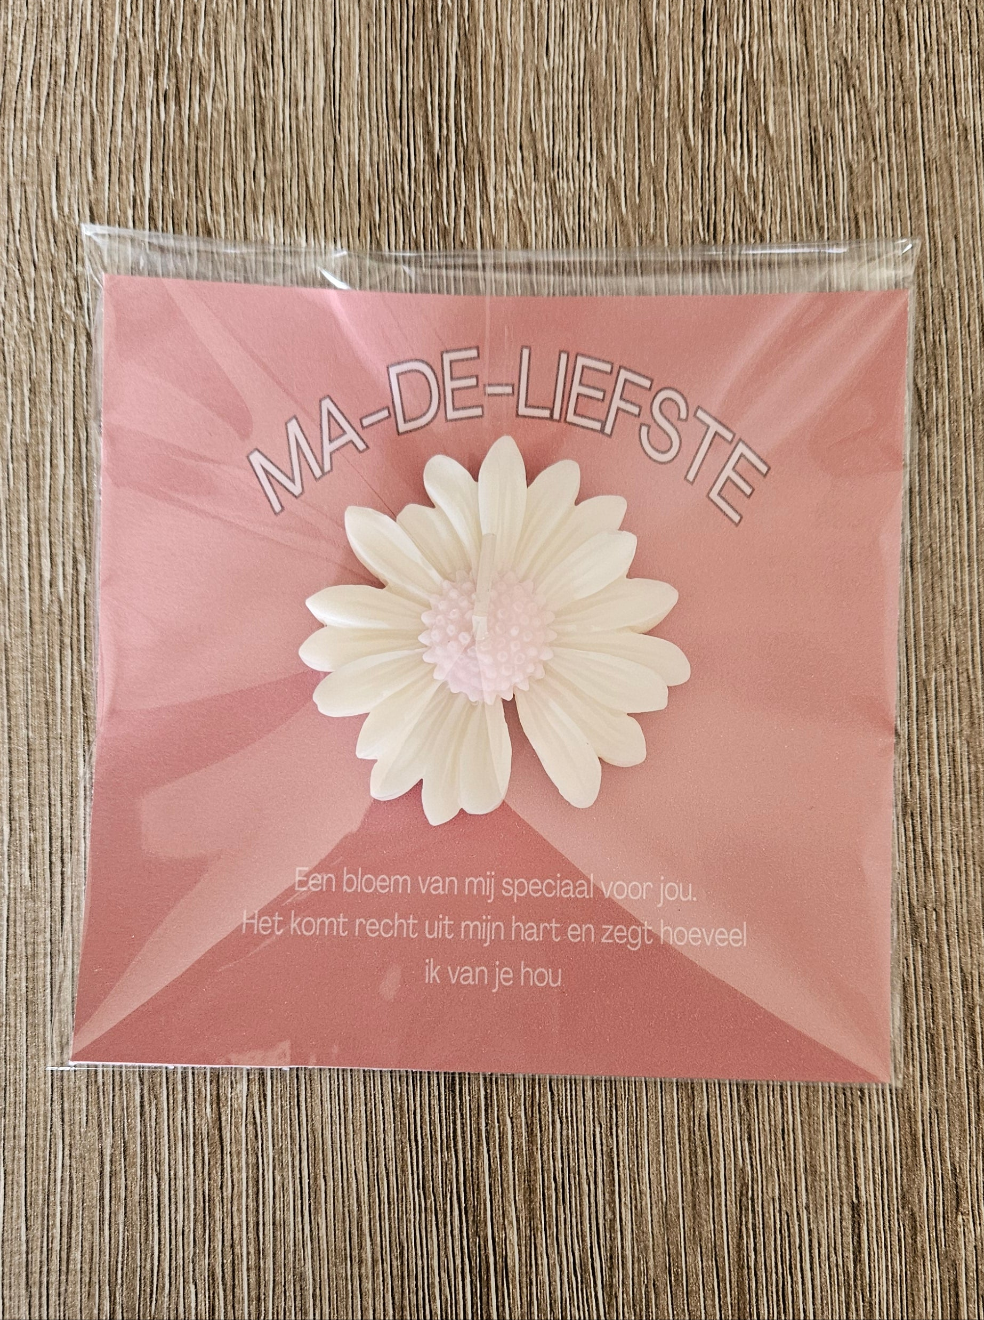 MA-DE-LIEFSTE
Een bloem van mij speciaal voor jou.
Het komt recht uit mijn hart en zegt hoeveel
ik van je hou